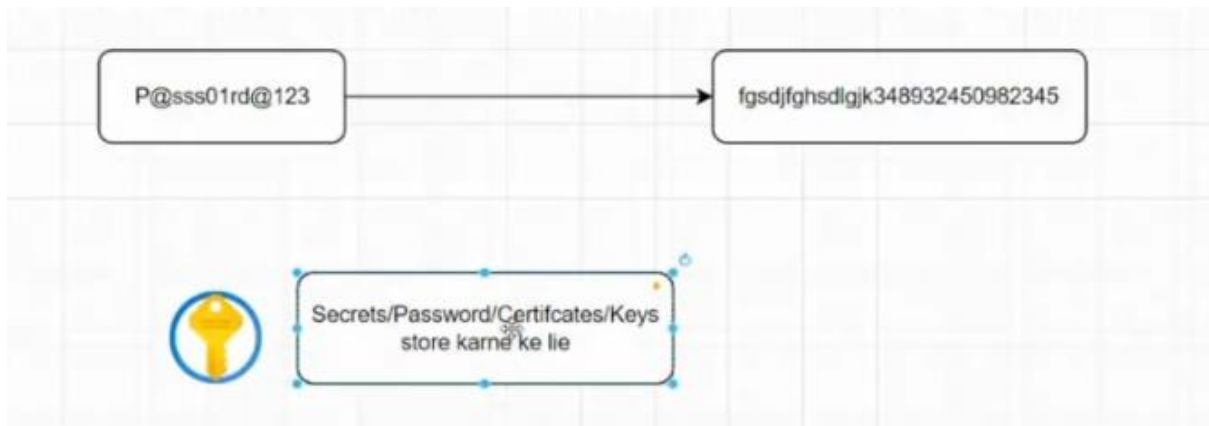 P@sss01rd@123
fgsdjfghsdlgjk348932450982345
Secrets/Password/Certifcates/Keys
store karne ke lie